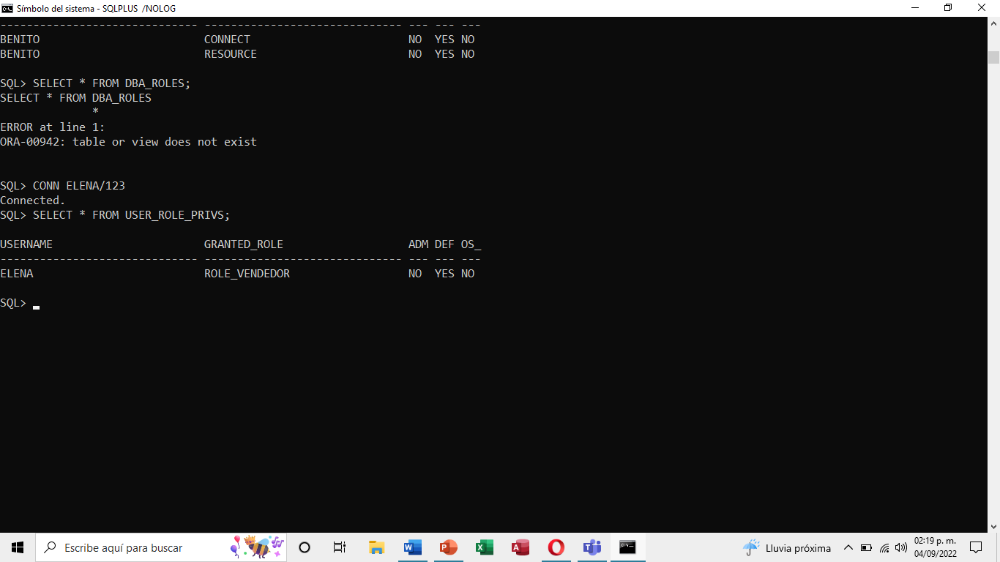 Símbolo del sistema - SQLPLUS /NOLOG
------------------------------ ------------------------------ --- --- ---
BENITO                         CONNECT                        NO  YES NO
BENITO                         RESOURCE                       NO  YES NO
SQL> SELECT * FROM DBA_ROLES;
SELECT * FROM DBA_ROLES
              *
ERROR at line 1:
ORA-00942: table or view does not exist
SQL> CONN ELENA/123
Connected.
SQL> SELECT * FROM USER_ROLE_PRIVS;
USERNAME                       GRANTED_ROLE                   ADM DEF OS_
------------------------------ ------------------------------ --- --- ---
ELENA                          ROLE_VENDEDOR                  NO  YES NO
SQL>
Escribe aquí para buscar
Lluvia próxima
02:19 p. m.
04/09/2022